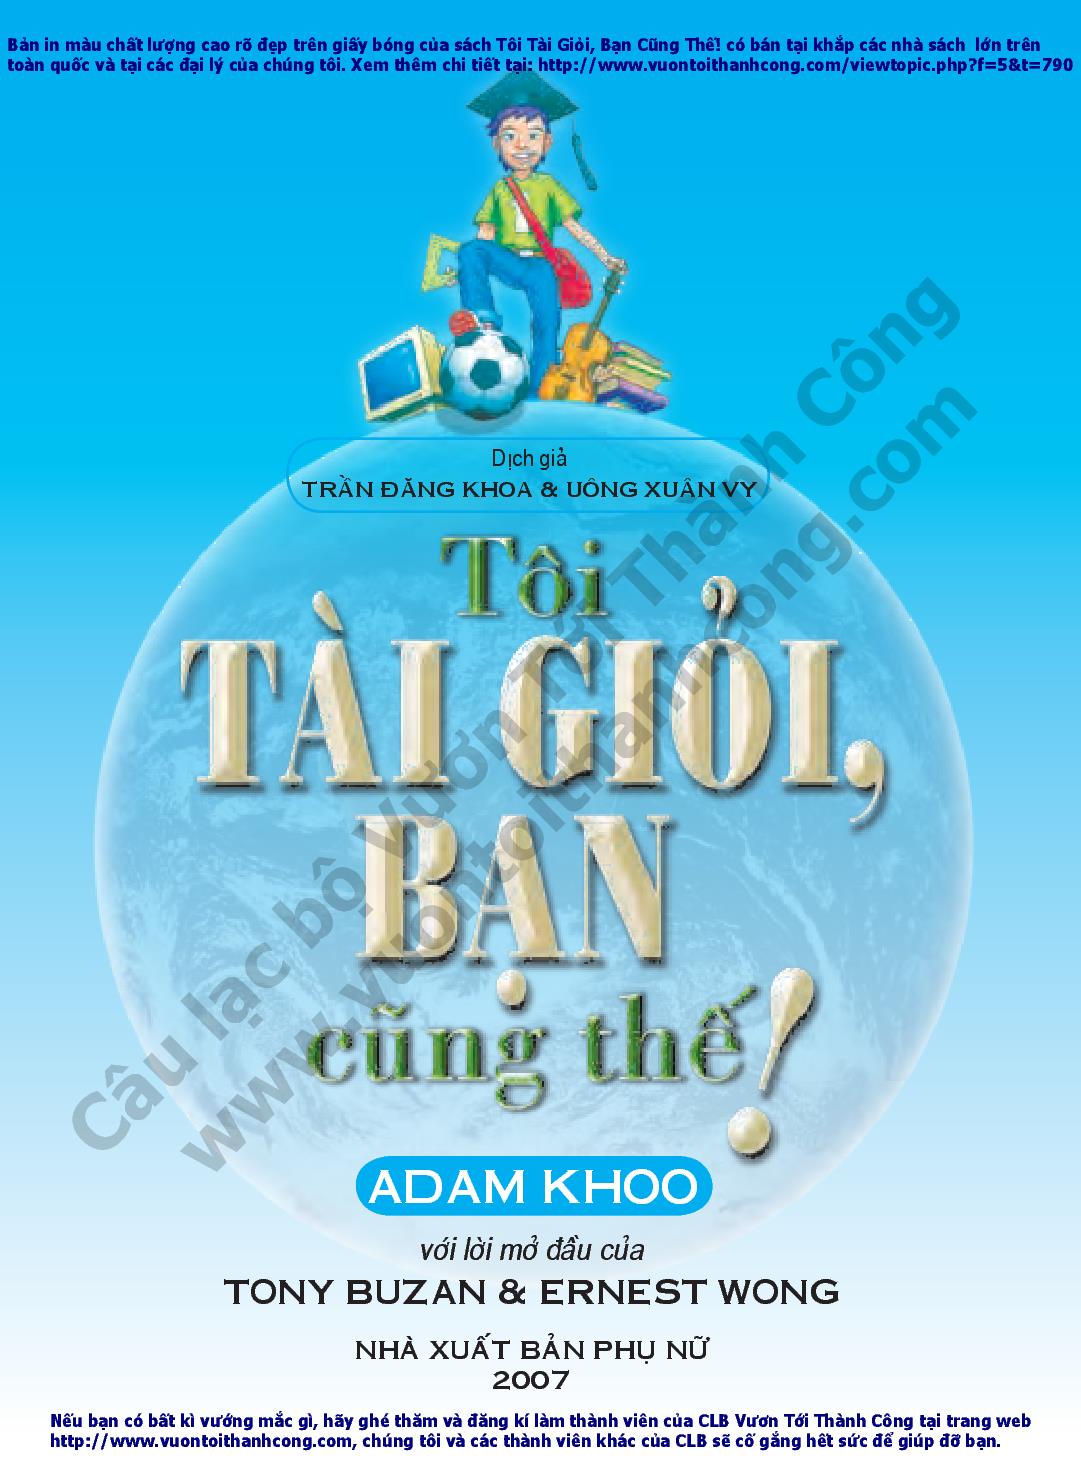 Bản in màu chất lượng cao rõ đẹp trên giấy bóng của sách Tôi Tài Giỏi, Bạn Cũng Thế! có bán tại khắp các nhà sách lớn trên
toàn quốc và tại các đại lý của chúng tôi. Xem thêm chi tiết tại: http://www.vuontoithanhcong.com/viewtopic.php?f=5&t=790
Dịch giả
TRẦN ĐĂNG KHOA & UÔNG XUÂN VY
Tôi
TÀI GIỎI,
BẠN
cũng thế!
Câu lạc bộ Vươn Tới Thành Công
www.vuontoithanhcong.com
ADAM KHOO
với lời mở đầu của
TONY BUZAN & ERNEST WONG
NHÀ XUẤT BẢN PHỤ NỮ
2007
Nếu bạn có bất kì vướng mắc gì, hãy ghé thăm và đăng kí làm thành viên của CLB Vươn Tới Thành Công tại trang web
http://www.vuontoithanhcong.com, chúng tôi và các thành viên khác của CLB sẽ cố gắng hết sức để giúp đỡ bạn.